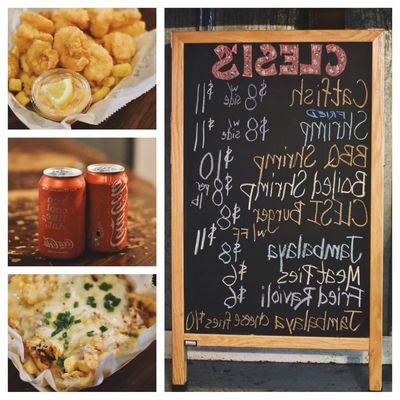 CLESI'S
Catfish $8 w/ side $11
FRIED
Shrimp $8 w/ side $11
BBQ Shrimp $10
Boiled Shrimp $8 per lb
CLESI Burger $8
w/ FF $11
Jambalaya $8
Meat Pies $6
Fried Ravioli $6
Jambalaya cheese fries $10
Coca-Cola
Coca-Cola